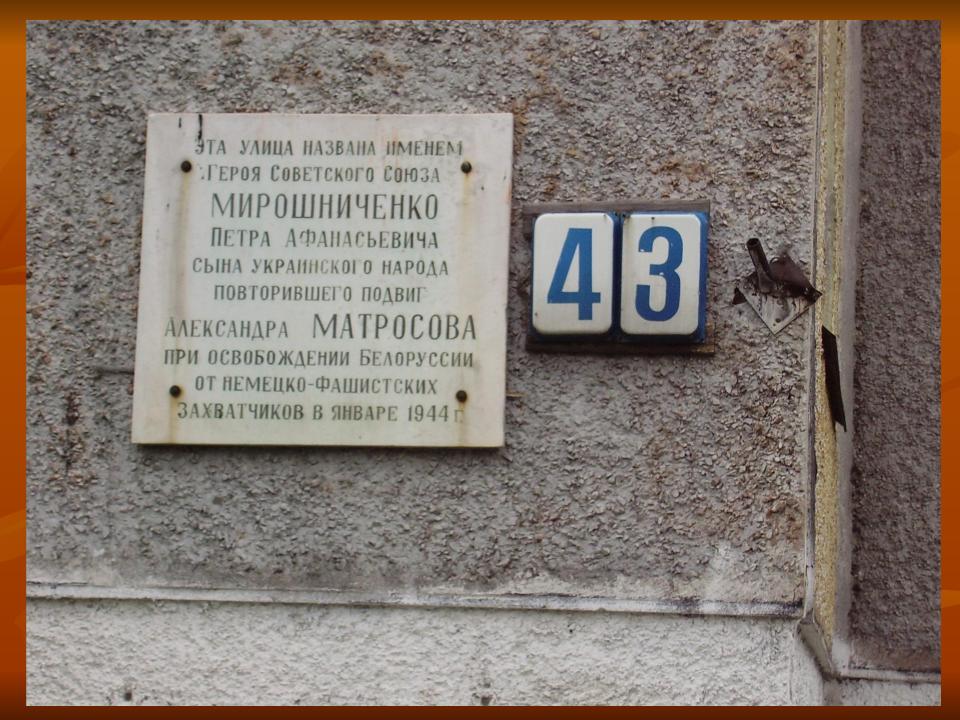 Эта улица названа именем
Героя Советского Союза
МИРОШНИЧЕНКО
Петра Афанасьевича
сына украинского народа
повторившего подвиг
Александра МАТРОСОВА
при освобождении Белоруссии
от немецко-фашистских
захватчиков в январе 1944 г.
43